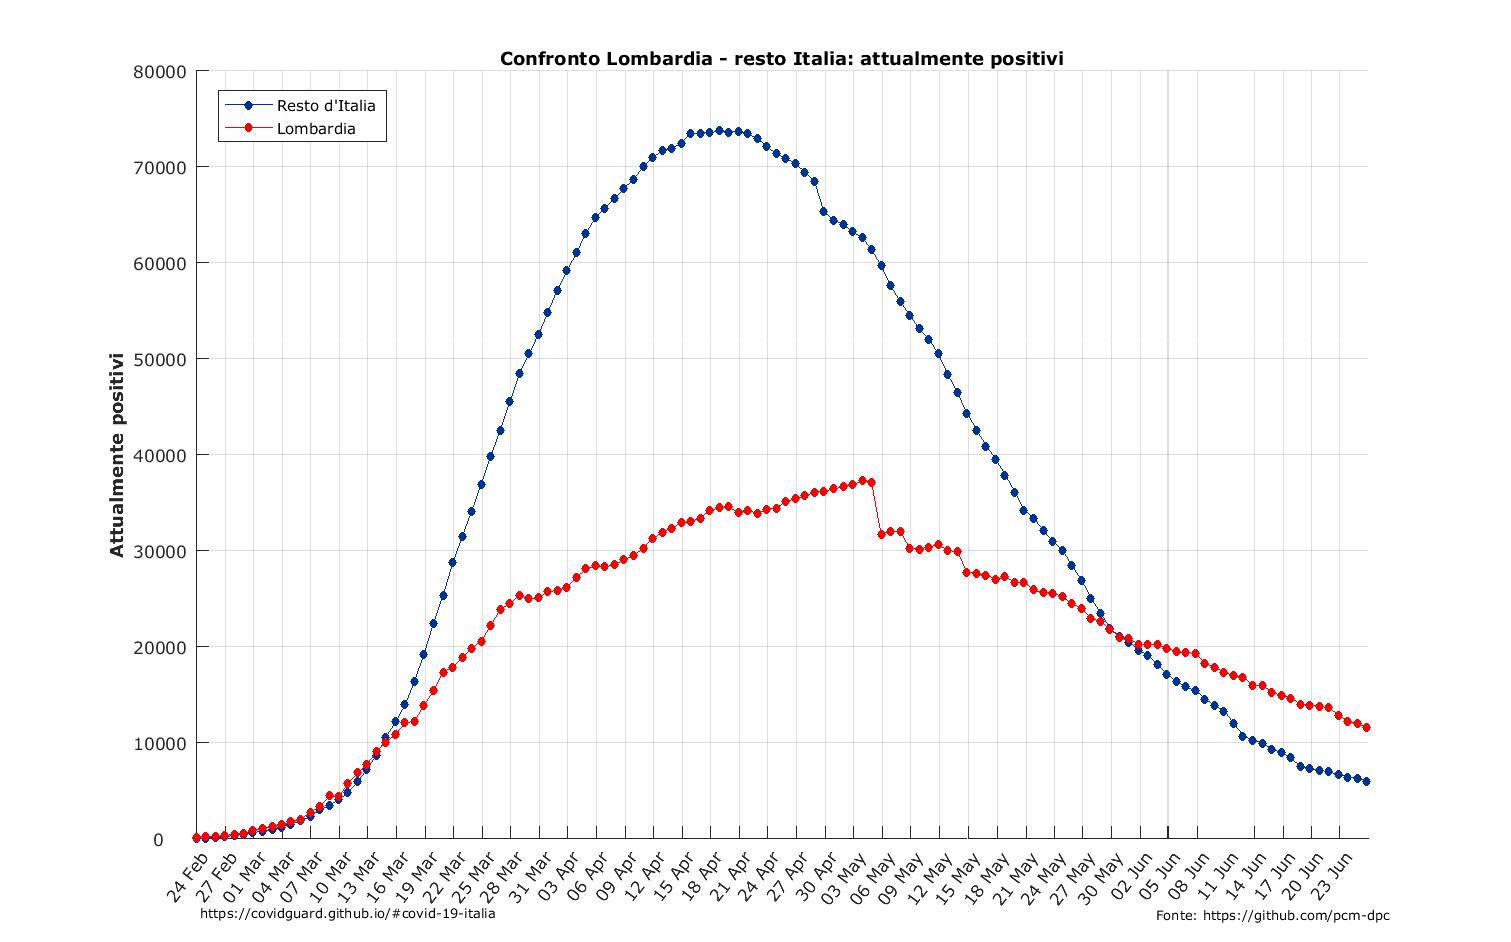 Confronto Lombardia - resto Italia: attualmente positivi
80000
70000
60000
50000
40000
30000
20000
10000
0
Attualmente positivi
Resto d'Italia
Lombardia
24 Feb
27 Feb
01 Mar
04 Mar
07 Mar
10 Mar
13 Mar
16 Mar
19 Mar
22 Mar
25 Mar
28 Mar
31 Mar
03 Apr
06 Apr
09 Apr
12 Apr
15 Apr
18 Apr
21 Apr
24 Apr
27 Apr
30 Apr
03 May
06 May
09 May
12 May
15 May
18 May
21 May
24 May
27 May
30 May
02 Jun
05 Jun
08 Jun
11 Jun
14 Jun
17 Jun
20 Jun
23 Jun
https://covidguard.github.io/#covid-19-italia
Fonte: https://github.com/pcm-dpc